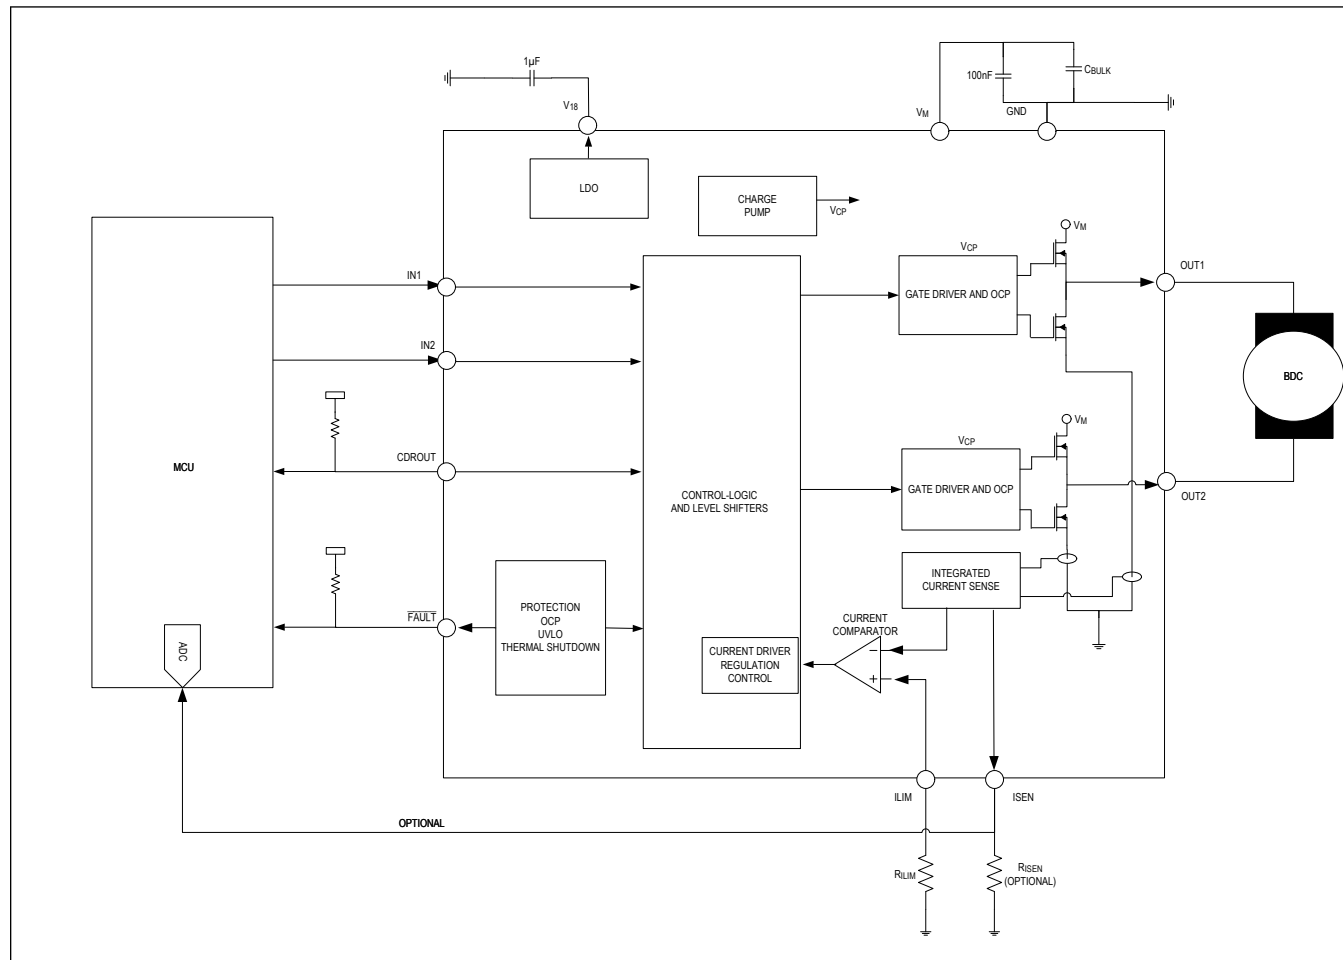 1µF
V18
100nF
CBULK
VM
GND
LDO
CHARGE
PUMP
VCP
VM
IN1
VCP
OUT1
GATE DRIVER AND OCP
IN2
BDC
VM
VCP
MCU
CDROUT
GATE DRIVER AND OCP
OUT2
CONTROL-LOGIC
AND LEVEL SHIFTERS
INTEGRATED
CURRENT SENSE
FAULT
PROTECTION
OCP
UVLO
THERMAL SHUTDOWN
CURRENT
COMPARATOR
ADC
CURRENT DRIVER
REGULATION
CONTROL
−
+
ILIM
ISEN
OPTIONAL
RILIM
RISEN
(OPTIONAL)